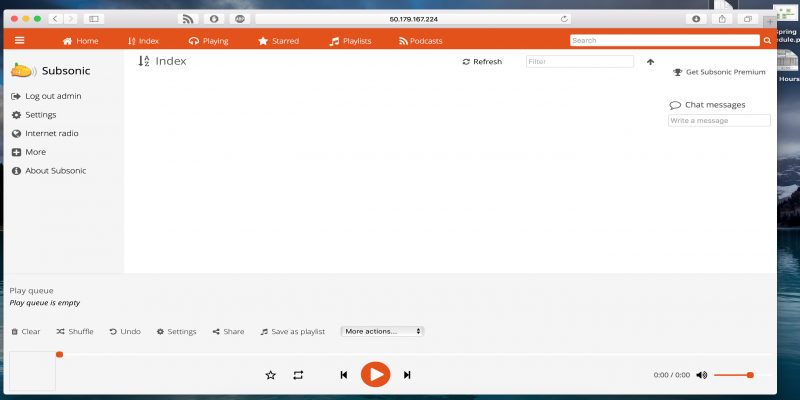 50.179.167.224
Home
Index
Playing
Starred
Playlists
Podcasts
Search
Spring
edule.p
Hours
Subsonic
Log out admin
Settings
Internet radio
More
About Subsonic
Index
Refresh
Filter
Get Subsonic Premium
Chat messages
Write a message
Play queue
Play queue is empty
Clear
Shuffle
Undo
Settings
Share
Save as playlist
More actions...
0:00 / 0:00